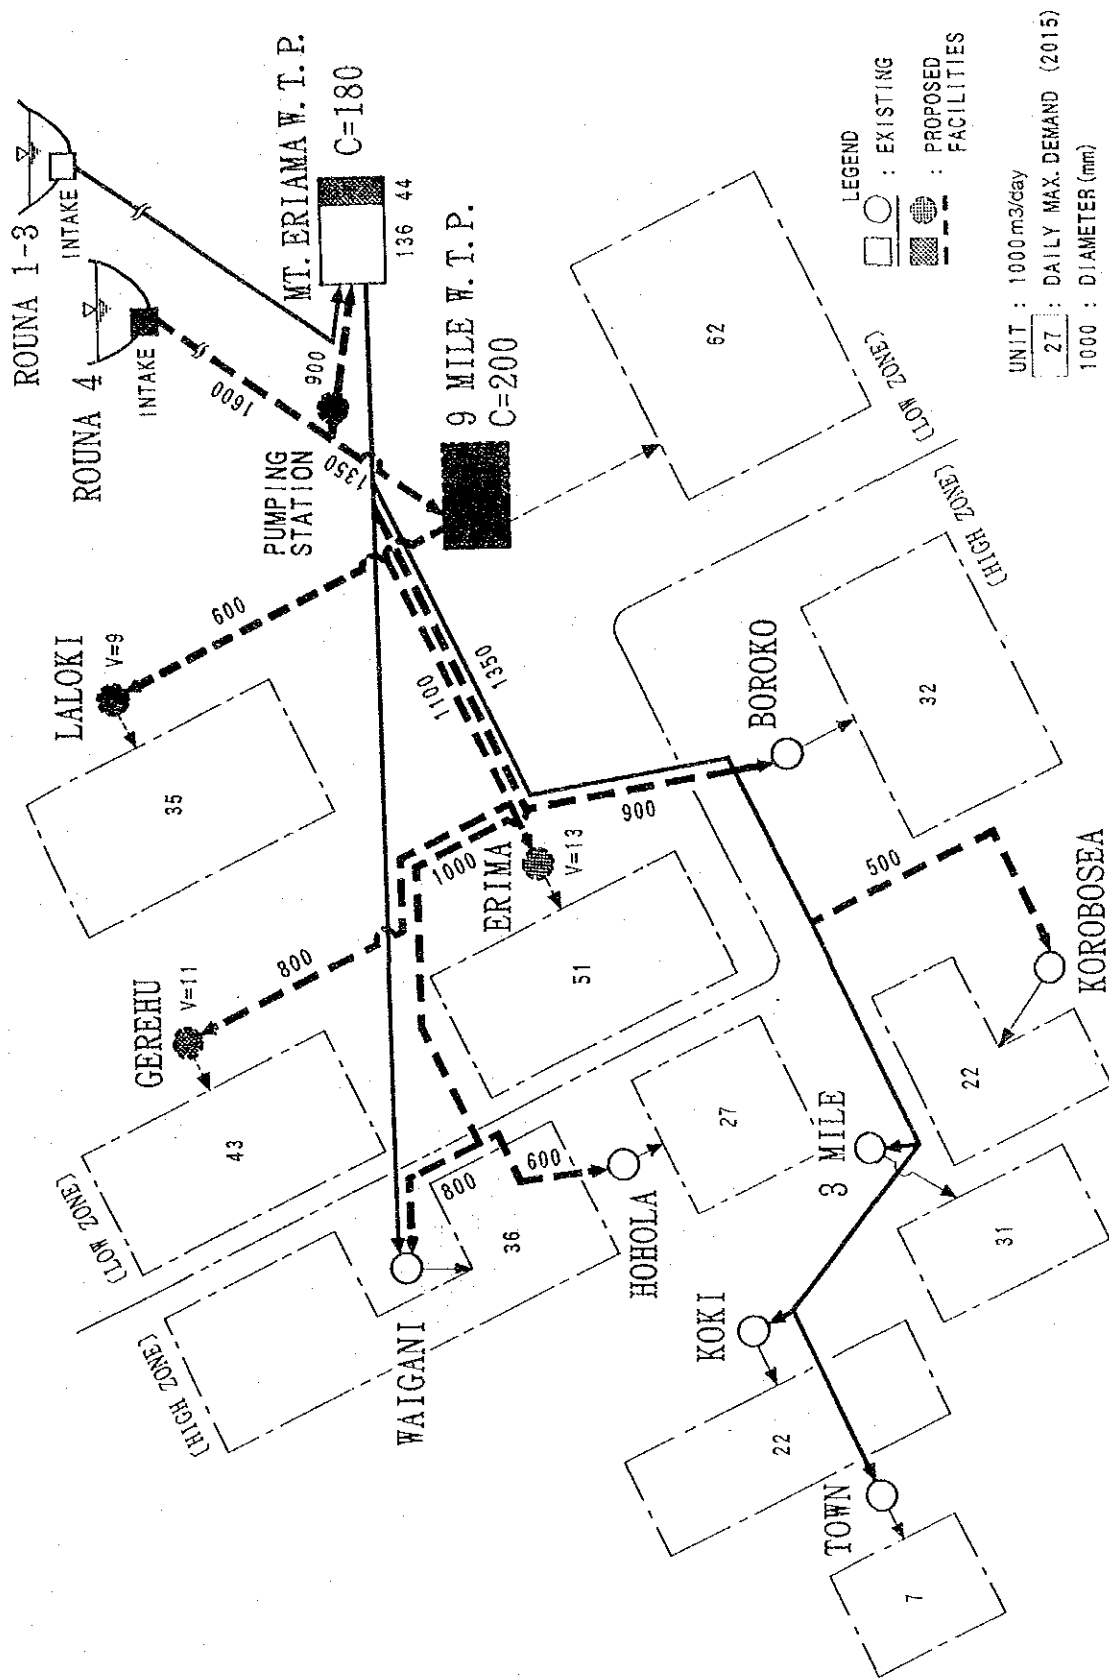 ROUNA 1-3
INTAKE
ROUNA 4
INTAKE
MT. ERIAMA W.T.P.
C=180
136
44
900
1600
PUMPING
STATION
1350
9 MILE W.T.P.
C=200
62
LALOKI
V=9
600
35
1100
1350
GEREHU
V=11
800
43
1000
ERIMA
V=13
51
900
BOROKO
32
500
KOROBOSEA
22
(LOW ZONE)
(HIGH ZONE)
(LOW ZONE)
(HIGH ZONE)
WAIGANI
800
36
600
HOHOLA
27
3 MILE
31
KOKI
22
TOWN
7
LEGEND
: EXISTING
: PROPOSED
FACILITIES
UNIT : 1000m3/day
27 : DAILY MAX. DEMAND (2015)
1000 : DIAMETER(mm)